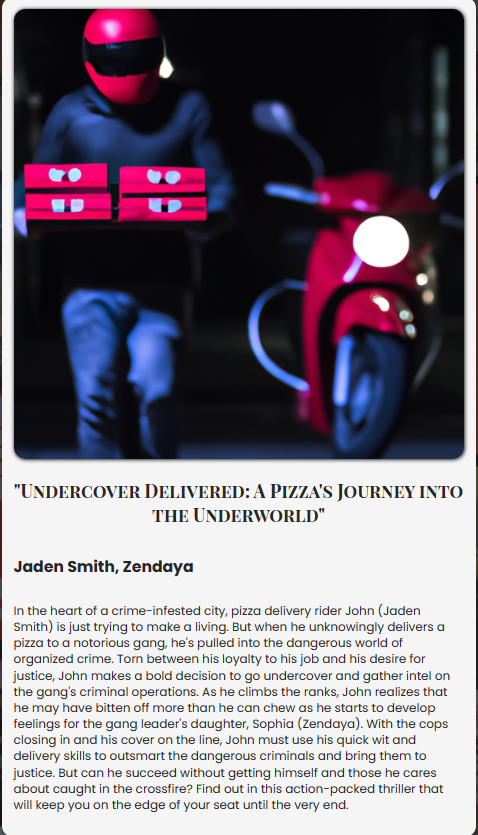 "Undercover Delivered: A Pizza's Journey into
the Underworld"
Jaden Smith, Zendaya
In the heart of a crime-infested city, pizza delivery rider John (Jaden
Smith) is just trying to make a living. But when he unknowingly delivers a
pizza to a notorious gang, he's pulled into the dangerous world of
organized crime. Torn between his loyalty to his job and his desire for
justice, John makes a bold decision to go undercover and gather intel on
the gang's criminal operations. As he climbs the ranks, John realizes that
he may have bitten off more than he can chew as he starts to develop
feelings for the gang leader's daughter, Sophia (Zendaya). With the cops
closing in and his cover on the line, John must use his quick wit and
delivery skills to outsmart the dangerous criminals and bring them to
justice. But can he succeed without getting himself and those he cares
about caught in the crossfire? Find out in this action-packed thriller that
will keep you on the edge of your seat until the very end.